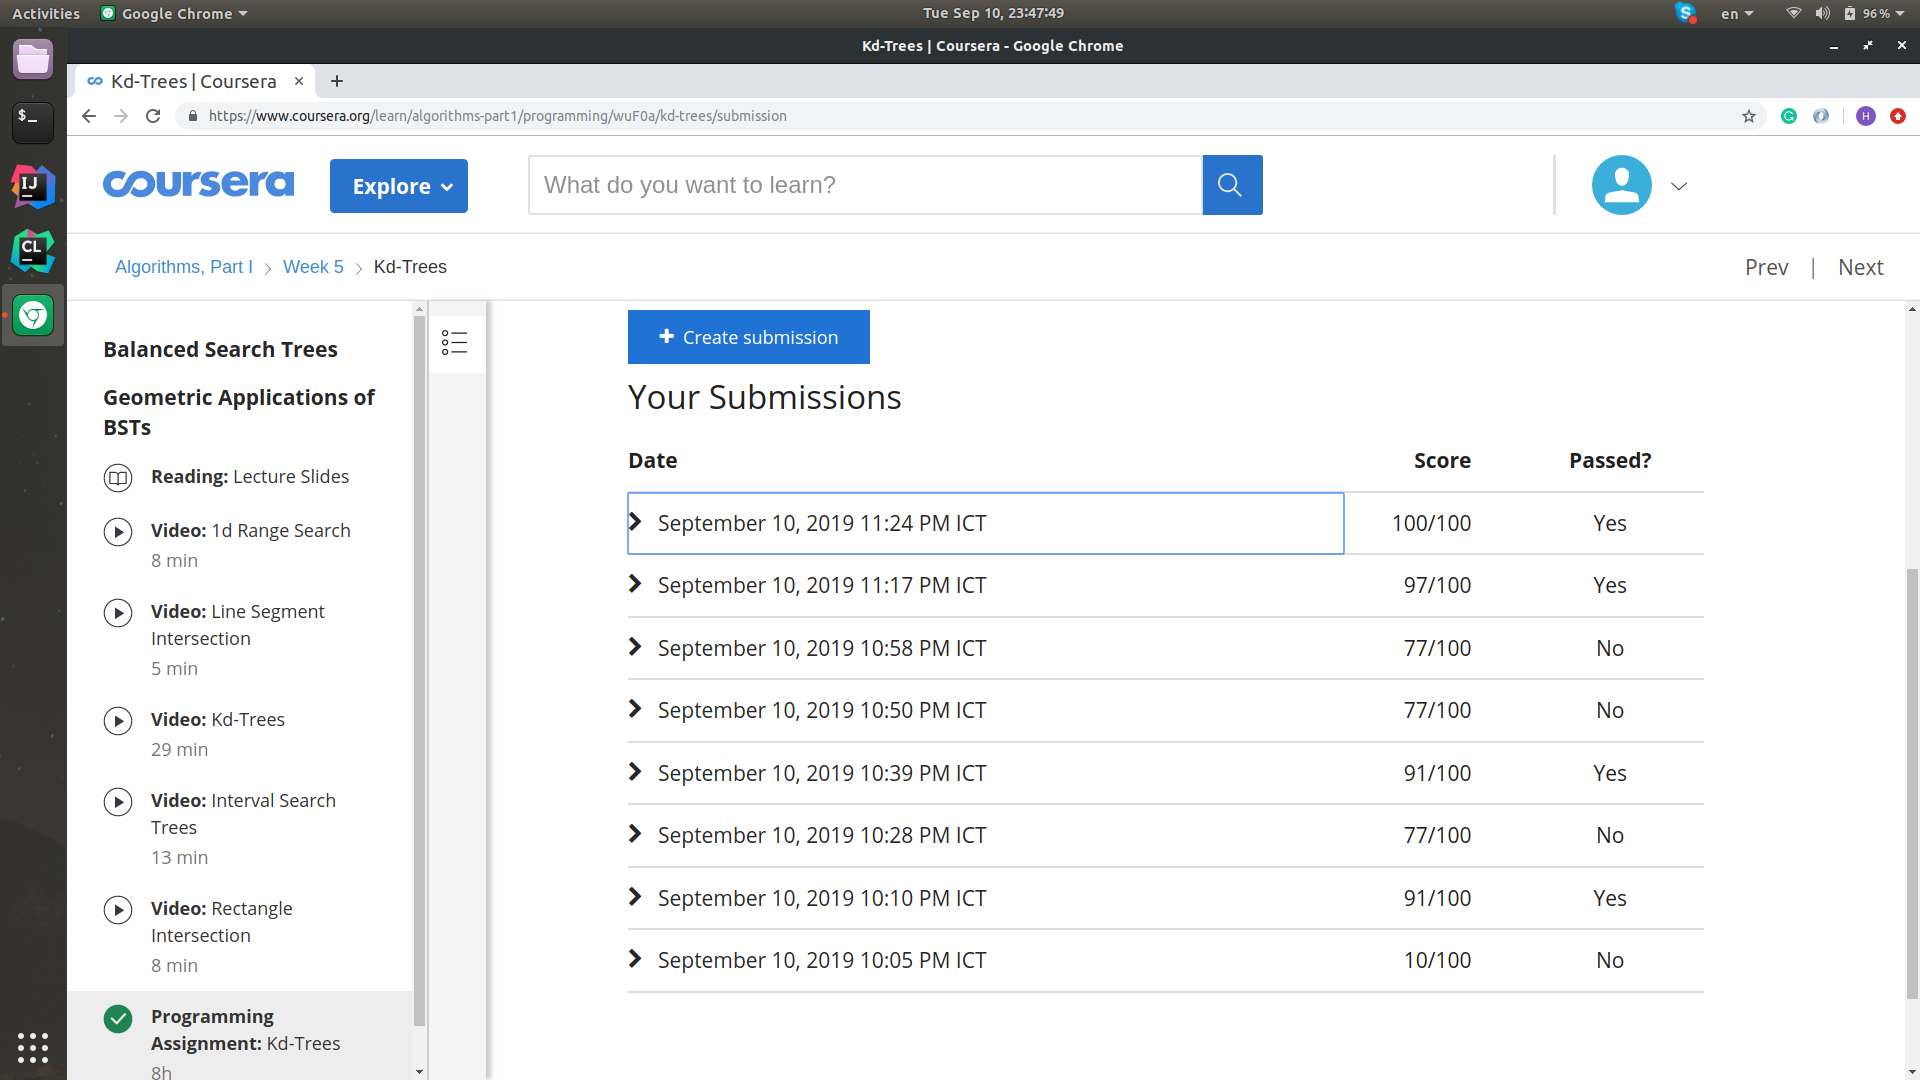 Activities Google Chrome Tue Sep 10, 23:47:49 en 96 %
Kd-Trees | Coursera - Google Chrome
Kd-Trees | Coursera
https://www.coursera.org/learn/algorithms-part1/programming/wuF0a/kd-trees/submission
H
coursera Explore What do you want to learn?
Algorithms, Part I Week 5 Kd-Trees Prev | Next
$_
IJ
CL
Balanced Search Trees
Geometric Applications of
BSTs
Reading: Lecture Slides
Video: 1d Range Search
8 min
Video: Line Segment
Intersection
5 min
Video: Kd-Trees
29 min
Video: Interval Search
Trees
13 min
Video: Rectangle
Intersection
8 min
Programming
Assignment: Kd-Trees
8h
+ Create submission
Your Submissions
Date Score Passed?
September 10, 2019 11:24 PM ICT 100/100 Yes
September 10, 2019 11:17 PM ICT 97/100 Yes
September 10, 2019 10:58 PM ICT 77/100 No
September 10, 2019 10:50 PM ICT 77/100 No
September 10, 2019 10:39 PM ICT 91/100 Yes
September 10, 2019 10:28 PM ICT 77/100 No
September 10, 2019 10:10 PM ICT 91/100 Yes
September 10, 2019 10:05 PM ICT 10/100 No